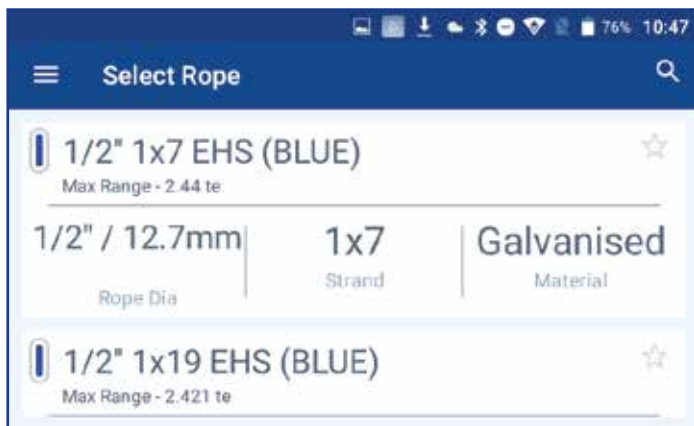 76% 10:47
Select Rope
1/2" 1x7 EHS (BLUE)
Max Range - 2.44 te
1/2" / 12.7mm 1x7 Galvanised
Rope Dia Strand Material
1/2" 1x19 EHS (BLUE)
Max Range - 2.421 te